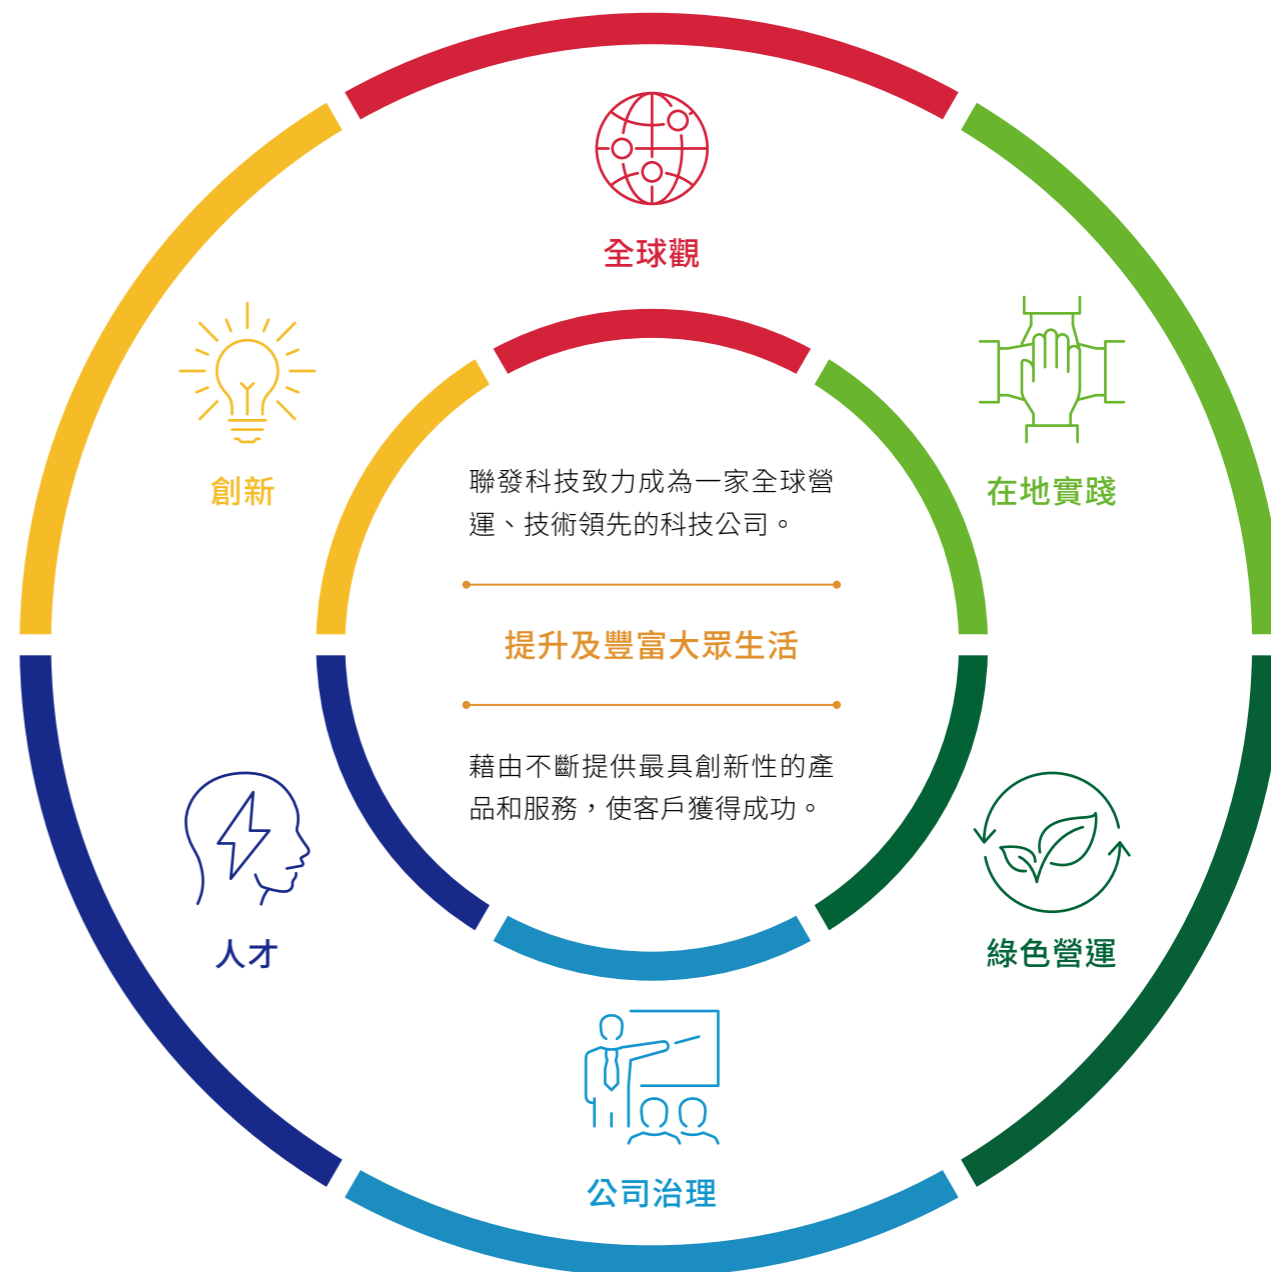 全球觀
創新
在地實踐
聯發科技致力成為一家全球營
運、技術領先的科技公司。
提升及豐富大眾生活
藉由不斷提供最具創新性的產
品和服務，使客戶獲得成功。
人才
綠色營運
公司治理